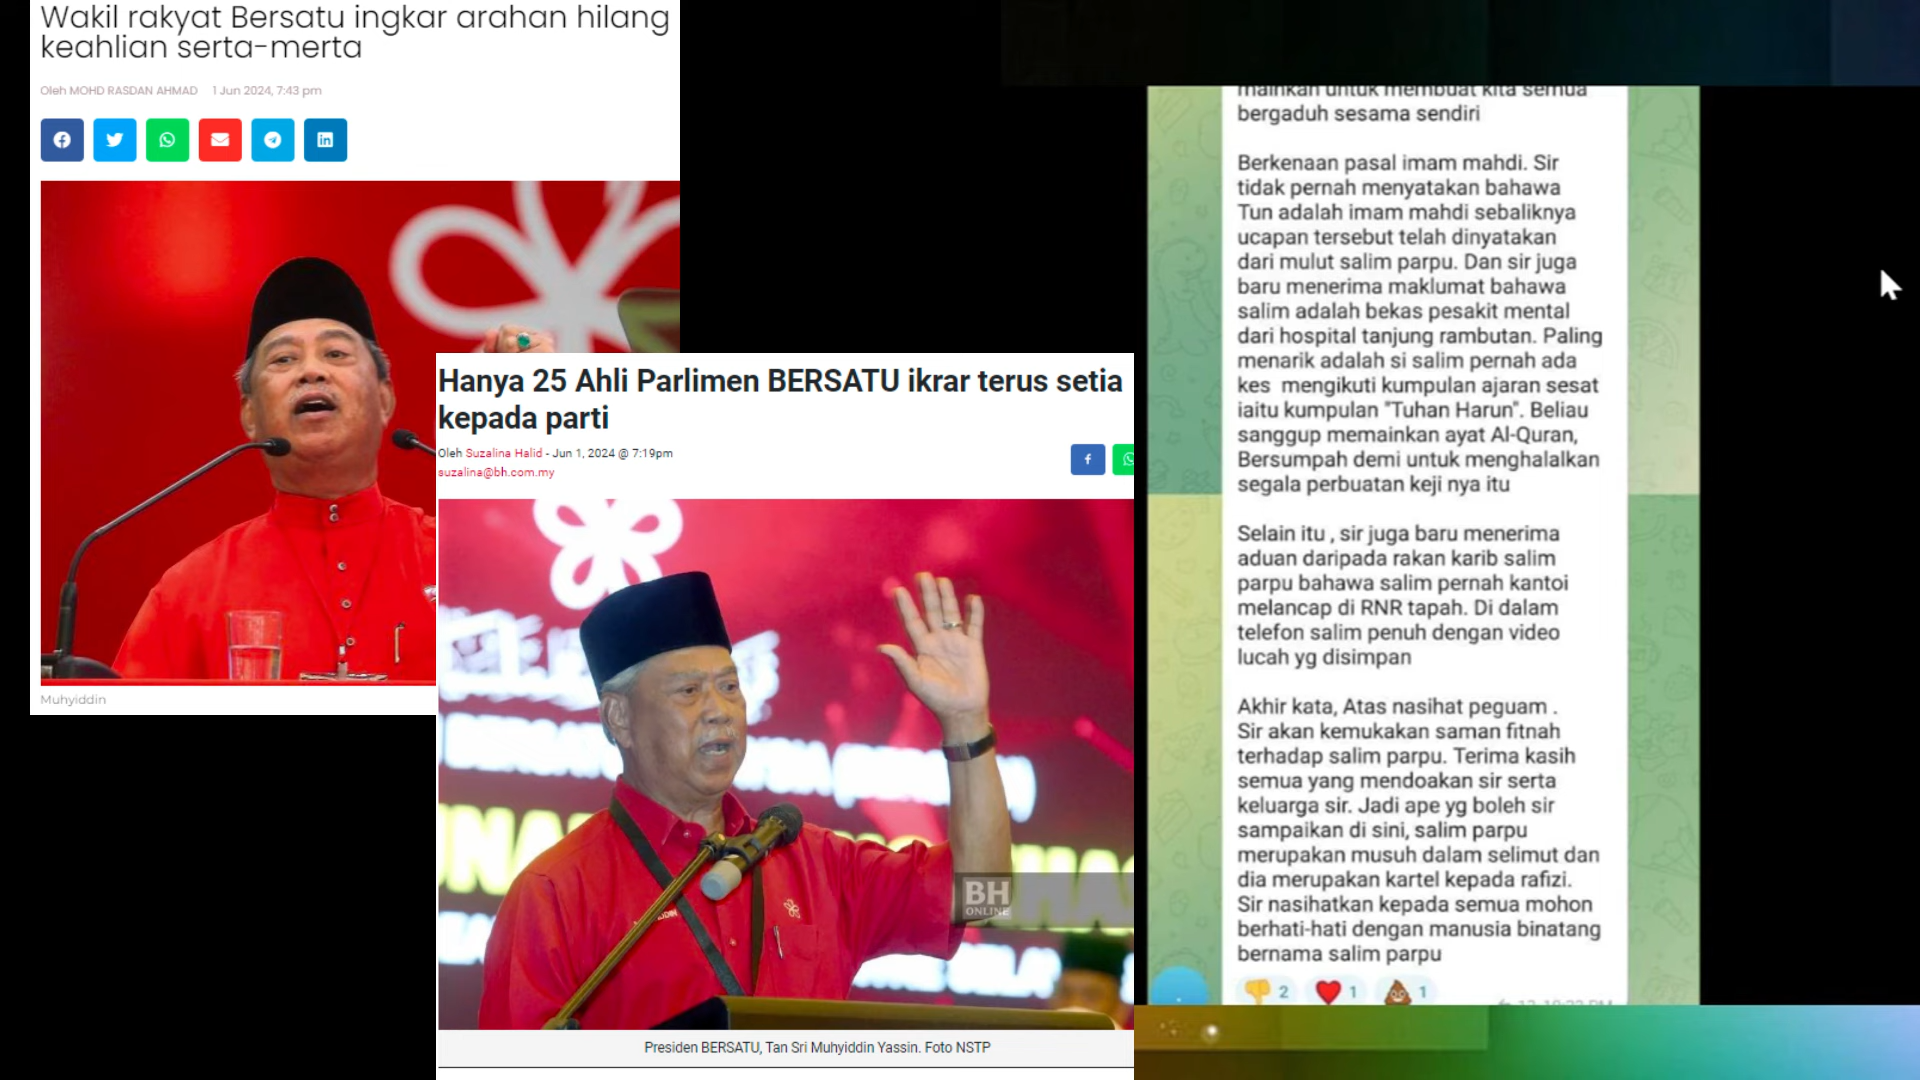 Wakil rakyat Bersatu ingkar arahan hilang
keahlian serta-merta
Oleh MOHD RASDAN AHMAD 1 Jun 2024, 7:43 pm
Muhyiddin
Hanya 25 Ahli Parlimen BERSATU ikrar terus setia
kepada parti
Oleh Suzalina Halid - Jun 1, 2024 @ 7:19pm
suzalina@bh.com.my
BH
ONLINE
Presiden BERSATU, Tan Sri Muhyiddin Yassin. Foto NSTP
mainkan untuk membuat kita semua
bergaduh sesama sendiri
Berkenaan pasal imam mahdi. Sir
tidak pernah menyatakan bahawa
Tun adalah imam mahdi sebaliknya
ucapan tersebut telah dinyatakan
dari mulut salim parpu. Dan sir juga
baru menerima maklumat bahawa
salim adalah bekas pesakit mental
dari hospital tanjung rambutan. Paling
menarik adalah si salim pernah ada
kes mengikuti kumpulan ajaran sesat
iaitu kumpulan "Tuhan Harun". Beliau
sanggup memainkan ayat Al-Quran,
Bersumpah demi untuk menghalalkan
segala perbuatan keji nya itu
Selain itu , sir juga baru menerima
aduan daripada rakan karib salim
parpu bahawa salim pernah kantoi
melancap di RNR tapah. Di dalam
telefon salim penuh dengan video
lucah yg disimpan
Akhir kata, Atas nasihat peguam .
Sir akan kemukakan saman fitnah
terhadap salim parpu. Terima kasih
semua yang mendoakan sir serta
keluarga sir. Jadi ape yg boleh sir
sampaikan di sini, salim parpu
merupakan musuh dalam selimut dan
dia merupakan kartel kepada rafizi.
Sir nasihatkan kepada semua mohon
berhati-hati dengan manusia binatang
bernama salim parpu
2 1 1